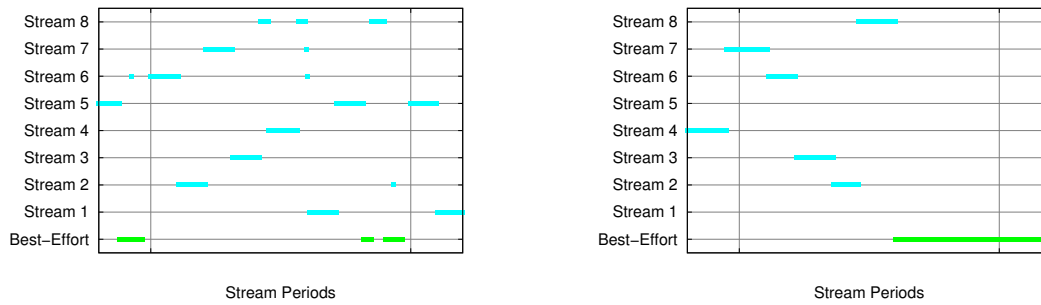 Stream 8
Stream 7
Stream 6
Stream 5
Stream 4
Stream 3
Stream 2
Stream 1
Best−Effort
Stream Periods
Stream 8
Stream 7
Stream 6
Stream 5
Stream 4
Stream 3
Stream 2
Stream 1
Best−Effort
Stream Periods